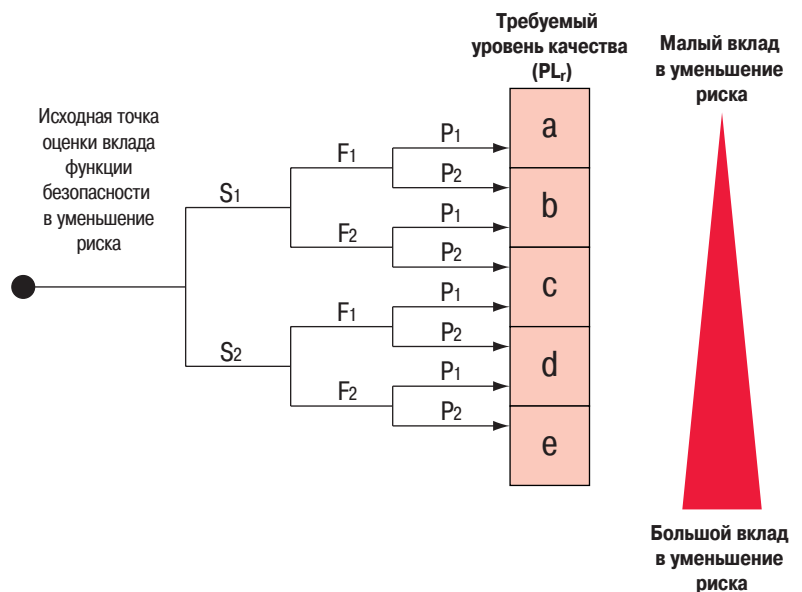 Требуемый
уровень качества
(PLr)
Малый вклад
в уменьшение
риска
Исходная точка
оценки вклада
функции
безопасности
в уменьшение
риска
S1
F1
P1
P2
F2
P1
P2
S2
F1
P1
P2
F2
P1
P2
a
b
c
d
e
Большой вклад
в уменьшение
риска